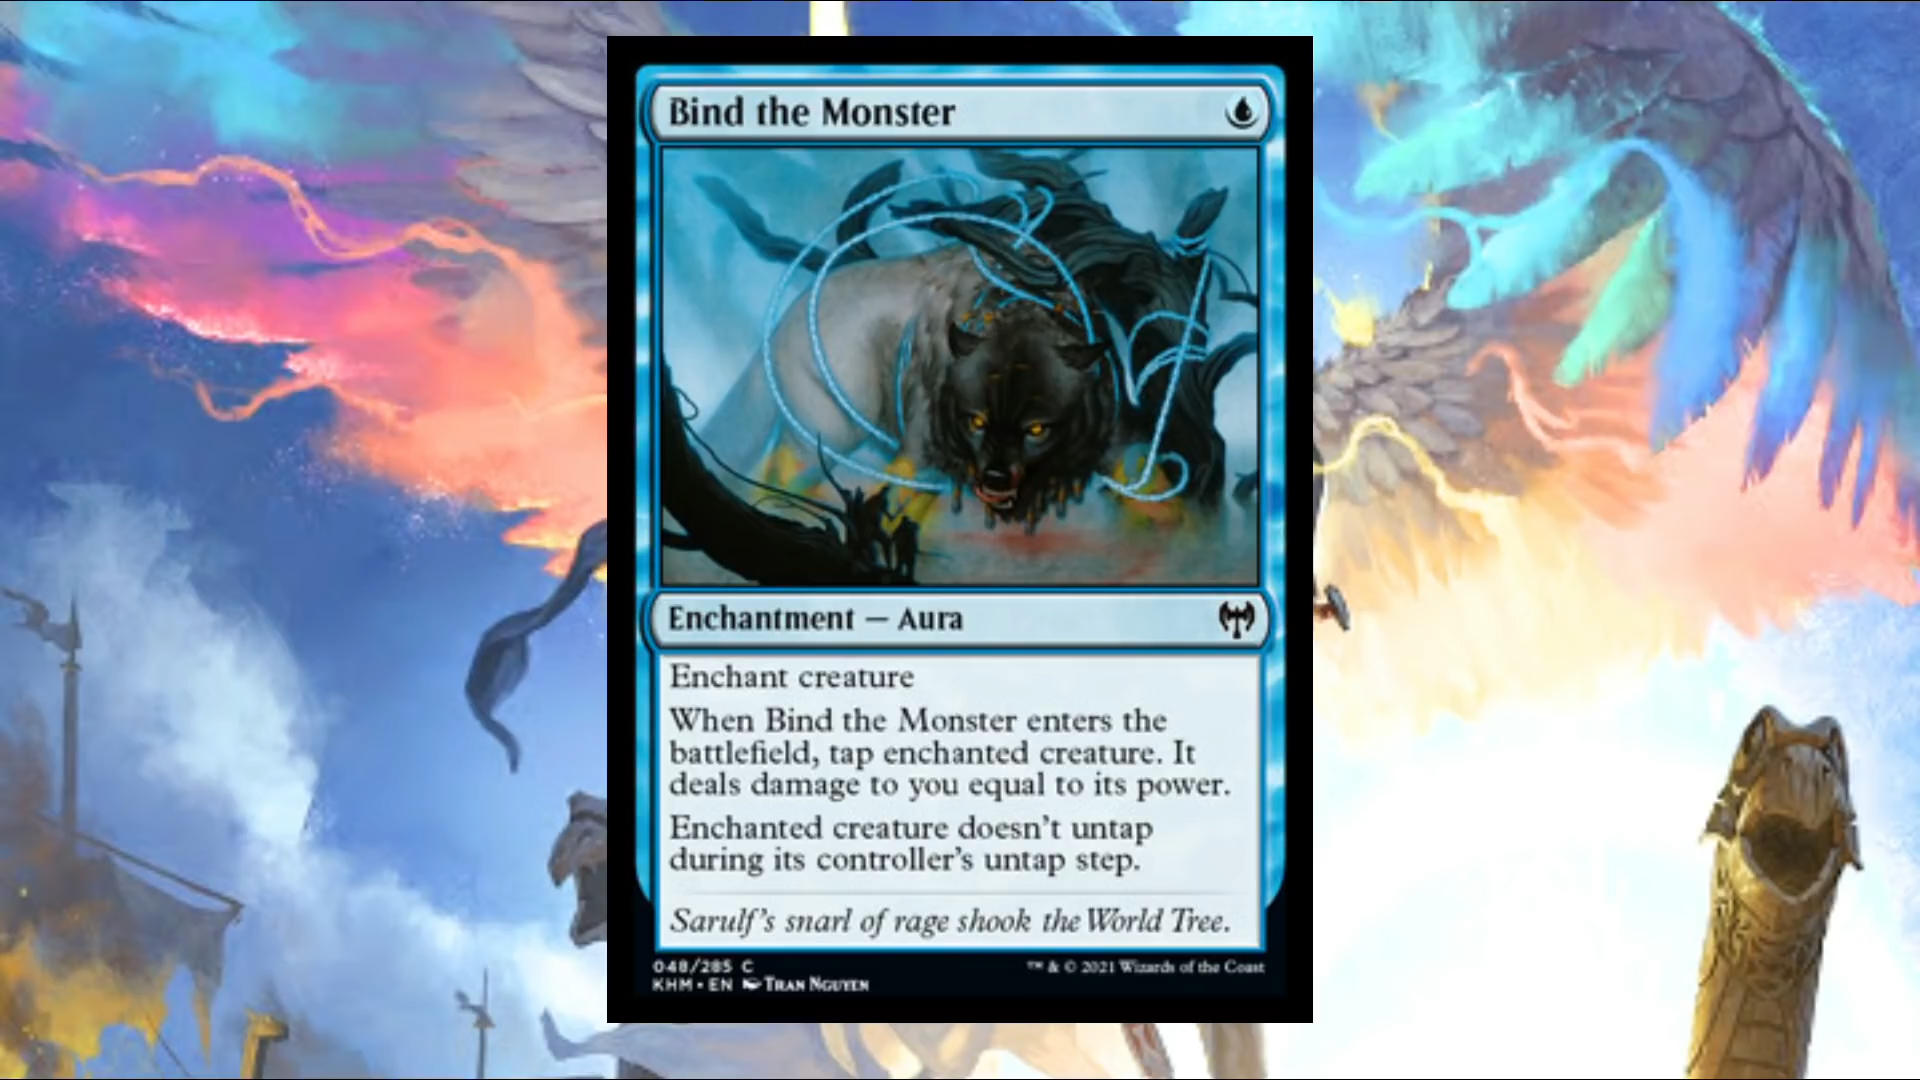 Bind the Monster
Enchantment — Aura
Enchant creature
When Bind the Monster enters the
battlefield, tap enchanted creature. It
deals damage to you equal to its power.
Enchanted creature doesn't untap
during its controller's untap step.
Sarulf's snarl of rage shook the World Tree.
048/285 C
™ & © 2021 Wizards of the Coast
KHM • EN Tran Nguyen